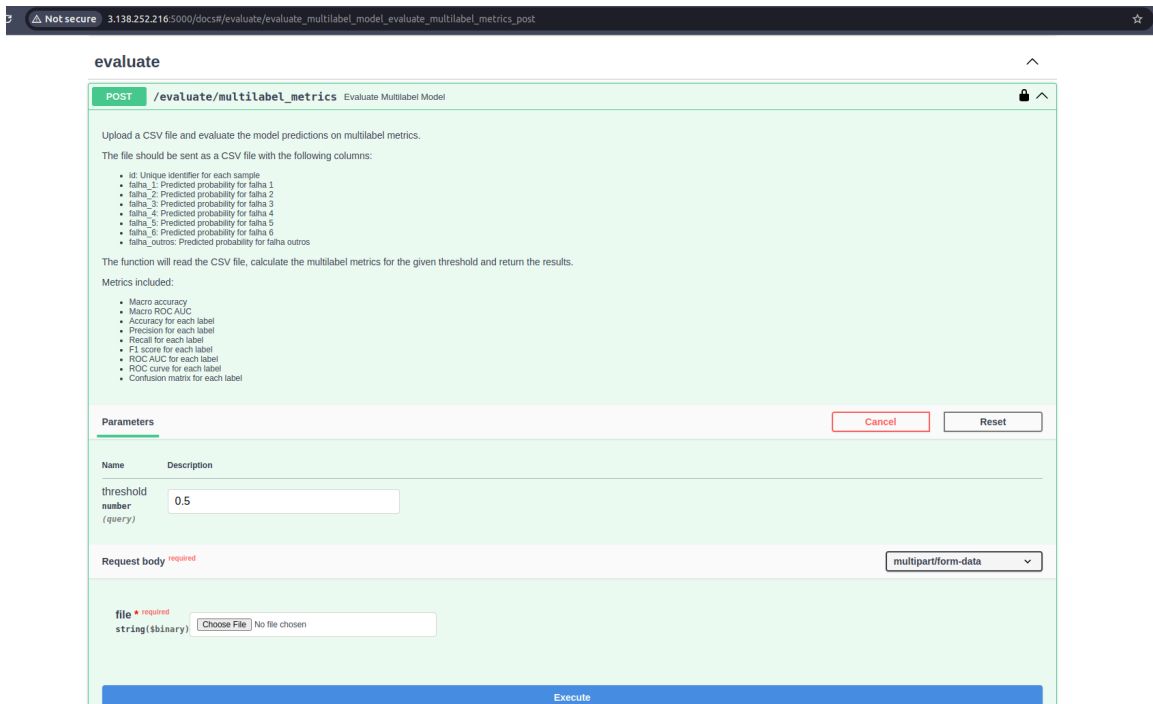 Not secure 3.138.252.216:5000/docs#/evaluate/evaluate_multilabel_model_evaluate_multilabel_metrics_post
evaluate
POST /evaluate/multilabel_metrics Evaluate Multilabel Model
Upload a CSV file and evaluate the model predictions on multilabel metrics.
The file should be sent as a CSV file with the following columns:
• id: Unique identifier for each sample
• falha_1: Predicted probability for falha 1
• falha_2: Predicted probability for falha 2
• falha_3: Predicted probability for falha 3
• falha_4: Predicted probability for falha 4
• falha_5: Predicted probability for falha 5
• falha_6: Predicted probability for falha 6
• falha_outros: Predicted probability for falha outros
The function will read the CSV file, calculate the multilabel metrics for the given threshold and return the results.
Metrics included:
• Macro accuracy
• Macro ROC AUC
• Accuracy for each label
• Precision for each label
• Recall for each label
• F1 score for each label
• ROC AUC for each label
• ROC curve for each label
• Confusion matrix for each label
Parameters Cancel Reset
Name Description
threshold
number
(query)
0.5
Request body required multipart/form-data
file * required
string($binary)
Choose File No file chosen
Execute